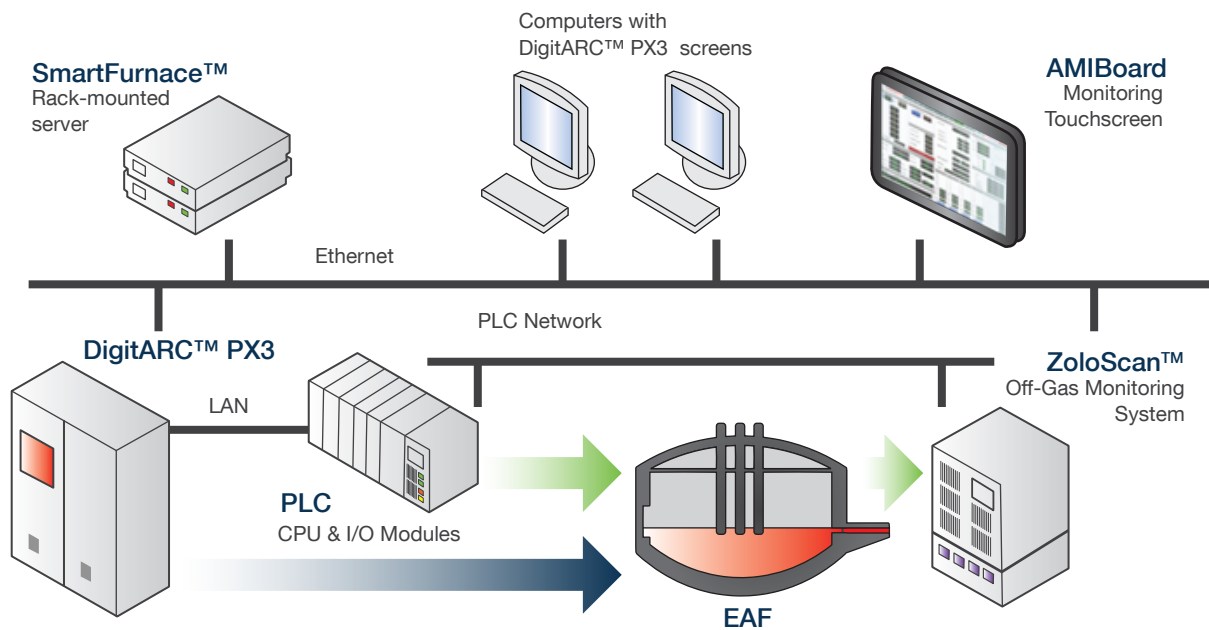 Computers with
DigitARC™ PX3 screens
SmartFurnace™
Rack-mounted
server
AMIBoard
Monitoring
Touchscreen
Ethernet
PLC Network
DigitARC™ PX3
LAN
PLC
CPU & I/O Modules
ZoloScan™
Off-Gas Monitoring
System
EAF